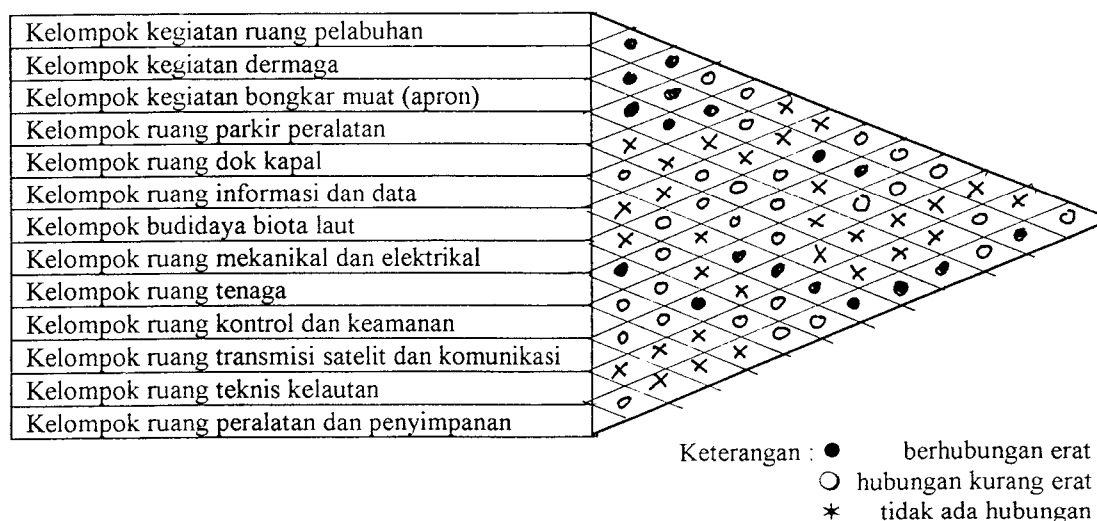 Kelompok kegiatan ruang pelabuhan
Kelompok kegiatan dermaga
Kelompok kegiatan bongkar muat (apron)
Kelompok ruang parkir peralatan
Kelompok ruang dok kapal
Kelompok ruang informasi dan data
Kelompok budidaya biota laut
Kelompok ruang mekanikal dan elektrikal
Kelompok ruang tenaga
Kelompok ruang kontrol dan keamanan
Kelompok ruang transmisi satelit dan komunikasi
Kelompok ruang teknis kelautan
Kelompok ruang peralatan dan penyimpanan
Keterangan : ● berhubungan erat
○ hubungan kurang erat
✶ tidak ada hubungan